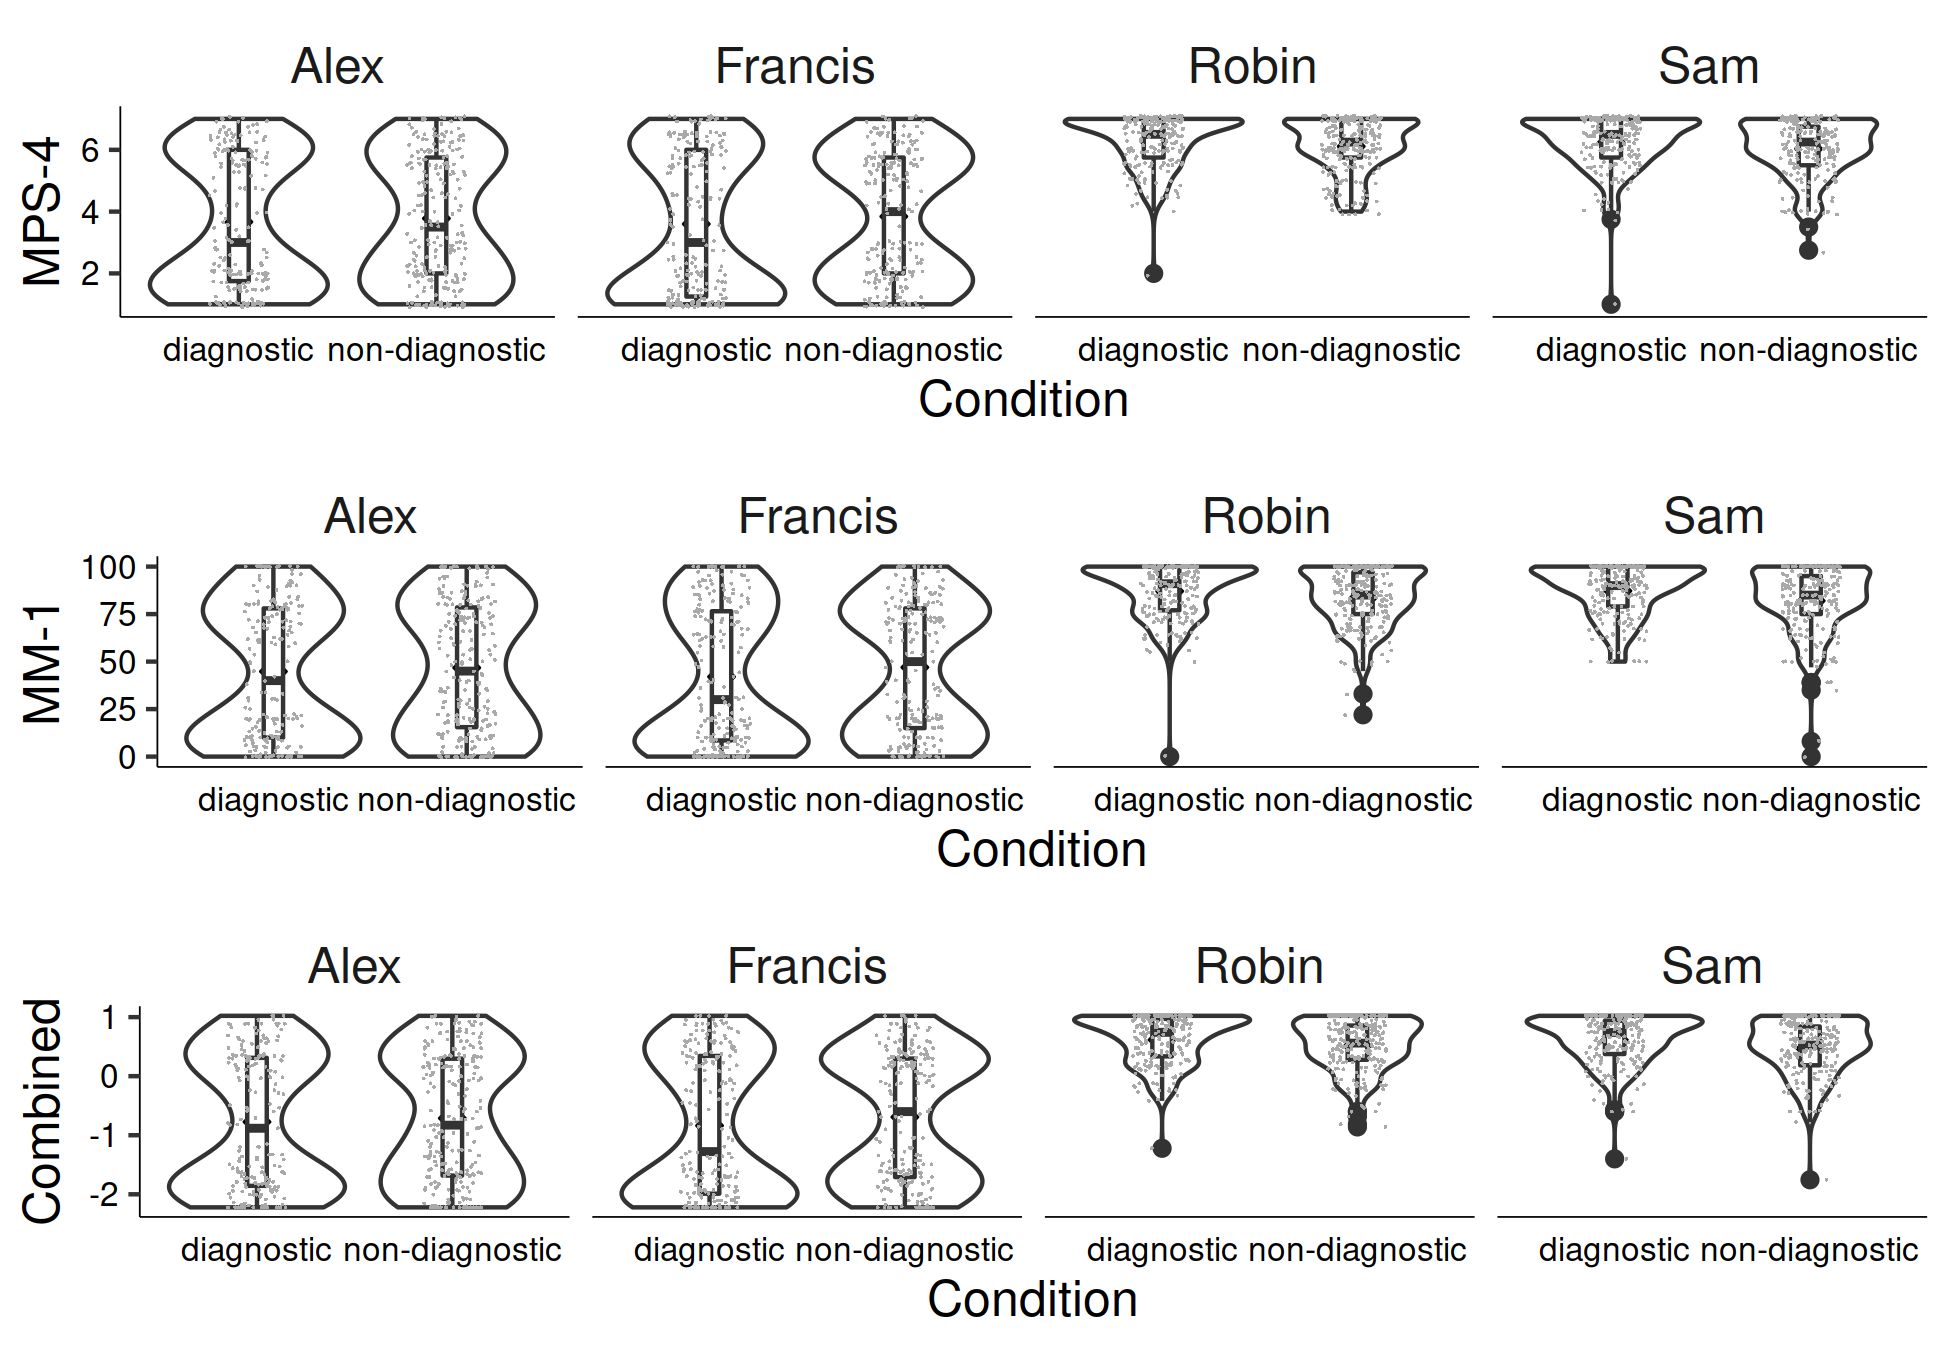 Alex Francis Robin Sam
MPS-4
6
4
2
diagnostic non-diagnostic diagnostic non-diagnostic diagnostic non-diagnostic diagnostic non-diagnostic
Condition
Alex Francis Robin Sam
MM-1
100
75
50
25
0
diagnostic non-diagnostic diagnostic non-diagnostic diagnostic non-diagnostic diagnostic non-diagnostic
Condition
Alex Francis Robin Sam
Combined
1
0
-1
-2
diagnostic non-diagnostic diagnostic non-diagnostic diagnostic non-diagnostic diagnostic non-diagnostic
Condition